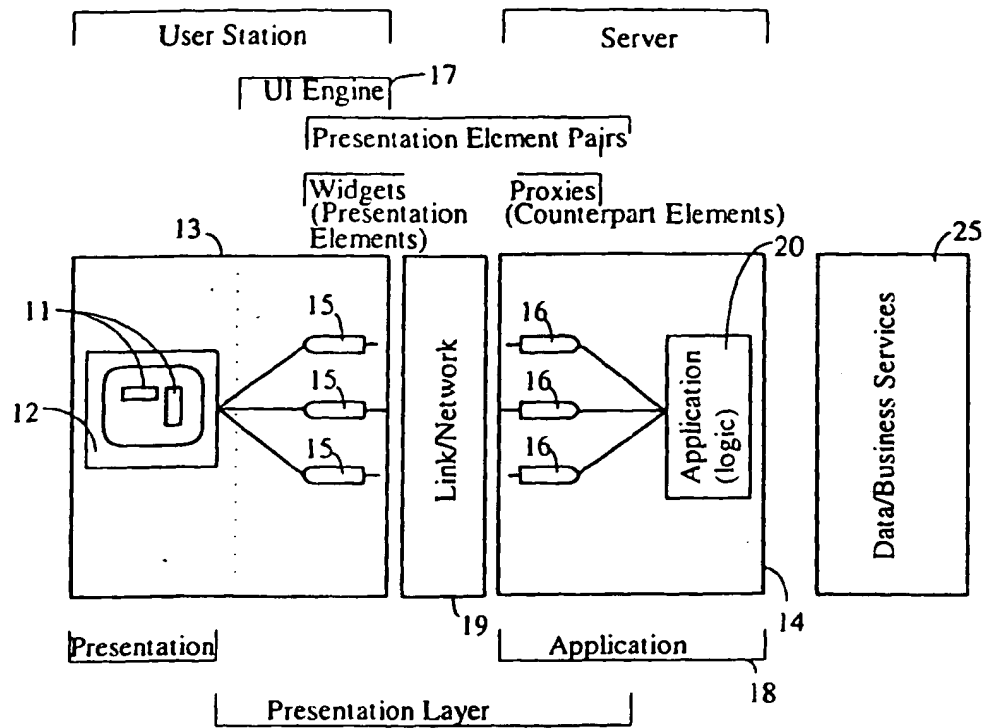 User Station
Server
UI Engine
17
Presentation Element Pairs
Widgets
(Presentation
Elements)
Proxies
(Counterpart Elements)
13
20
25
11
15
16
12
15
16
15
16
Link/Network
Application
(logic)
Data/Business Services
19
14
Presentation
Application
18
Presentation Layer